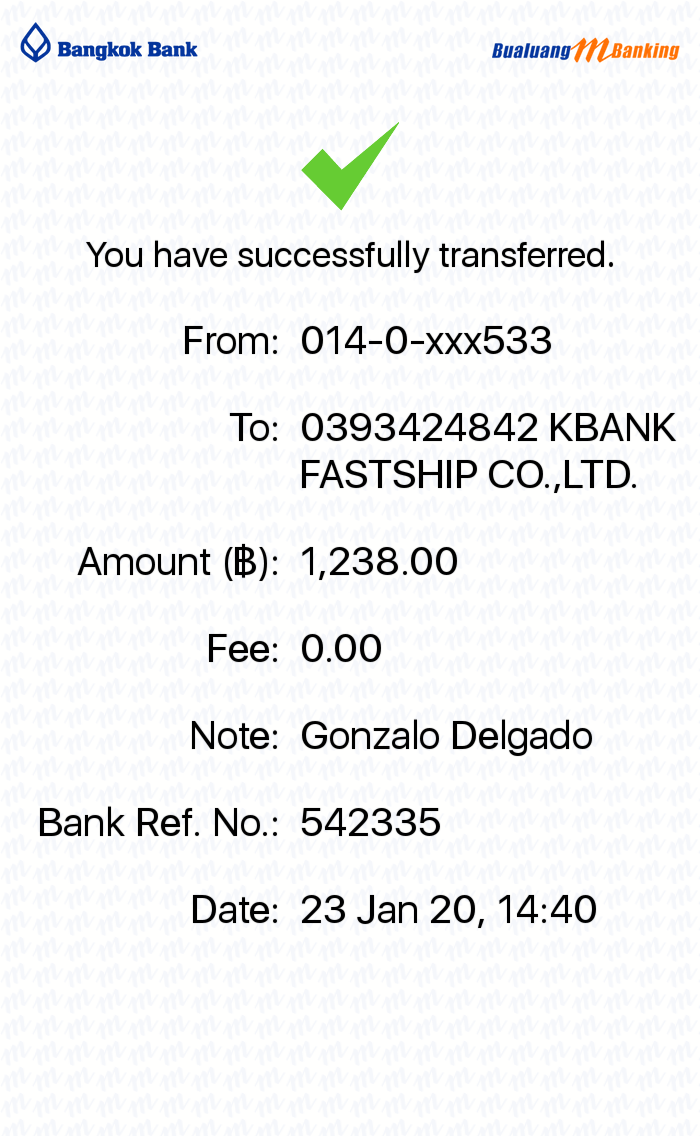 Bangkok Bank
Bualuang mBanking
You have successfully transferred.
From: 014-0-xxx533
To: 0393424842 KBANK
FASTSHIP CO.,LTD.
Amount (฿): 1,238.00
Fee: 0.00
Note: Gonzalo Delgado
Bank Ref. No.: 542335
Date: 23 Jan 20, 14:40